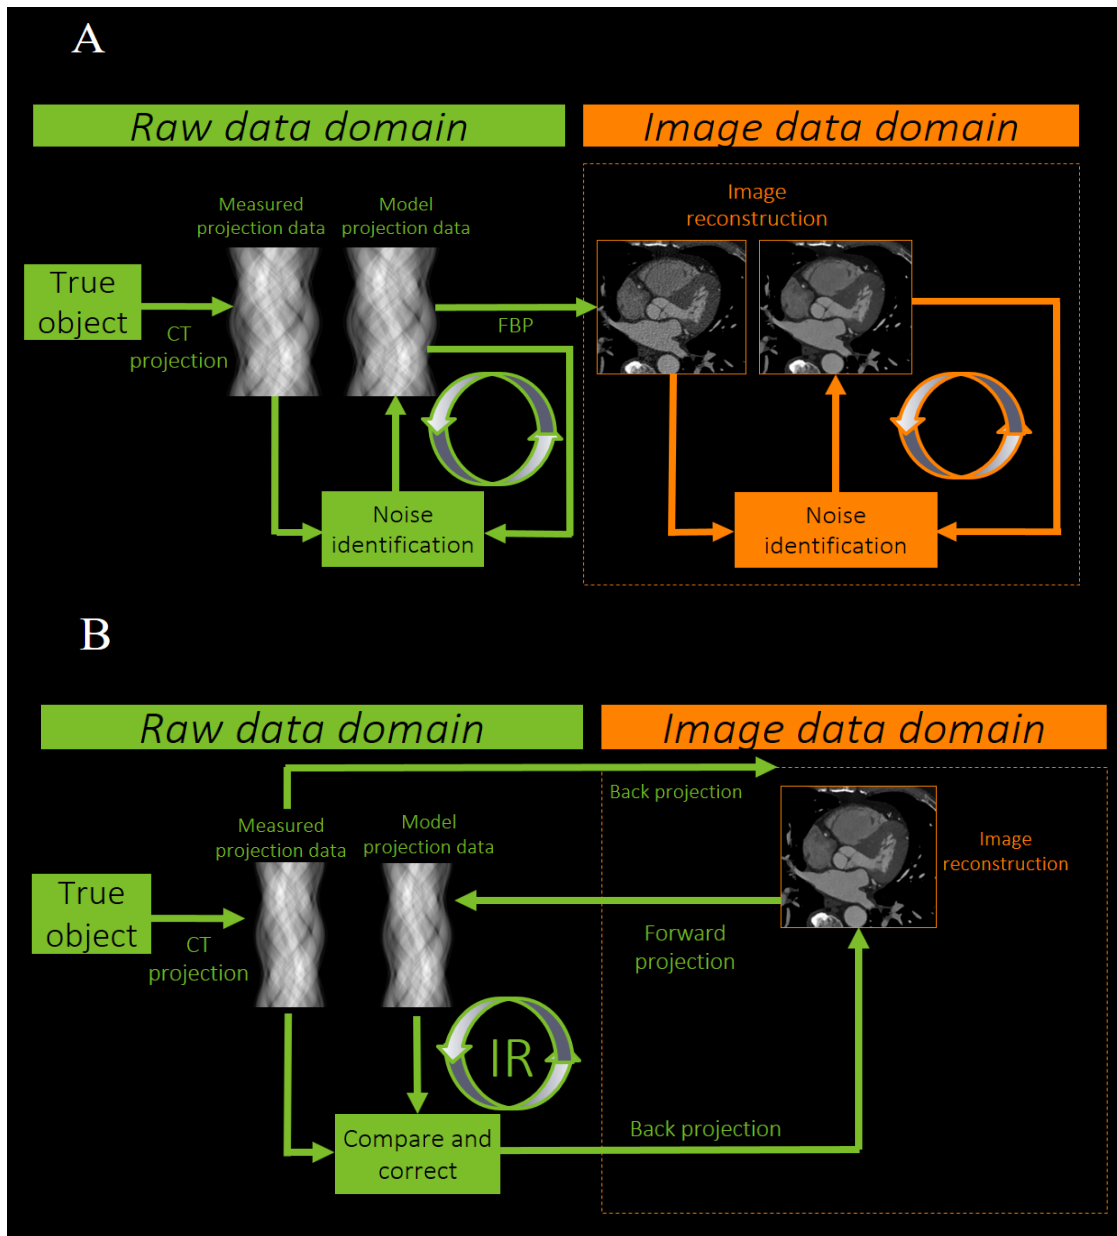 A
Raw data domain
Image data domain
Measured
projection data
Model
projection data
Image
reconstruction
True
object
CT
projection
FBP
Noise
identification
Noise
identification
B
Raw data domain
Image data domain
Back projection
Measured
projection data
Model
projection data
Image
reconstruction
True
object
CT
projection
Forward
projection
IR
Compare and
correct
Back projection